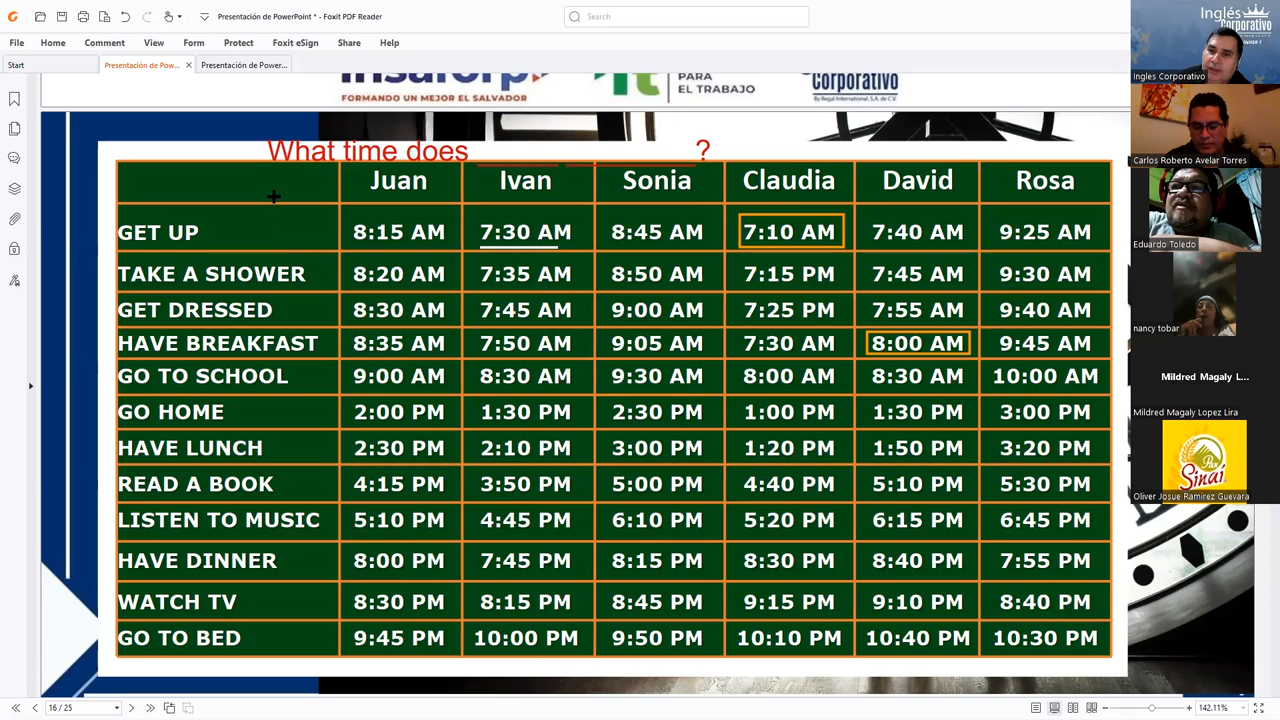 Presentación de PowerPoint * - Foxit PDF Reader
Search
File Home Comment View Form Protect Foxit eSign Share Help
Start
Presentación de Pow...
Presentación de Power...
FORMANDO UN MEJOR EL SALVADOR
PARA
EL TRABAJO
Corporativo
By Regal International, S.A. de C.V.
What time does ?
Juan Ivan Sonia Claudia David Rosa
GET UP 8:15 AM 7:30 AM 8:45 AM 7:10 AM 7:40 AM 9:25 AM
TAKE A SHOWER 8:20 AM 7:35 AM 8:50 AM 7:15 PM 7:45 AM 9:30 AM
GET DRESSED 8:30 AM 7:45 AM 9:00 AM 7:25 PM 7:55 AM 9:40 AM
HAVE BREAKFAST 8:35 AM 7:50 AM 9:05 AM 7:30 AM 8:00 AM 9:45 AM
GO TO SCHOOL 9:00 AM 8:30 AM 9:30 AM 8:00 AM 8:30 AM 10:00 AM
GO HOME 2:00 PM 1:30 PM 2:30 PM 1:00 PM 1:30 PM 3:00 PM
HAVE LUNCH 2:30 PM 2:10 PM 3:00 PM 1:20 PM 1:50 PM 3:20 PM
READ A BOOK 4:15 PM 3:50 PM 5:00 PM 4:40 PM 5:10 PM 5:30 PM
LISTEN TO MUSIC 5:10 PM 4:45 PM 6:10 PM 5:20 PM 6:15 PM 6:45 PM
HAVE DINNER 8:00 PM 7:45 PM 8:15 PM 8:30 PM 8:40 PM 7:55 PM
WATCH TV 8:30 PM 8:15 PM 8:45 PM 9:15 PM 9:10 PM 8:40 PM
GO TO BED 9:45 PM 10:00 PM 9:50 PM 10:10 PM 10:40 PM 10:30 PM
16 / 25
142.11%
Inglés
Corporativo
Ingles Corporativo
Carlos Roberto Avelar Torres
Eduardo Toledo
nancy tobar
Mildred Magaly L...
Mildred Magaly Lopez Lira
Pan
Sinaí
Oliver Josue Ramirez Guevara